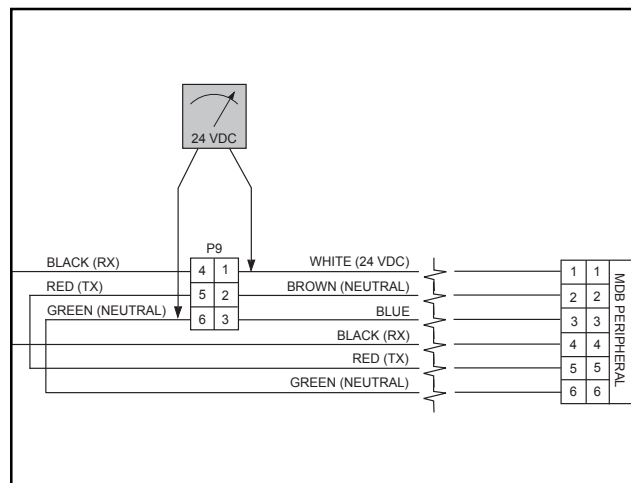 24 VDC
P9
BLACK (RX)
4 1
WHITE (24 VDC)
1 1
RED (TX)
5 2
BROWN (NEUTRAL)
2 2
GREEN (NEUTRAL)
6 3
BLUE
3 3
BLACK (RX)
4 4
RED (TX)
5 5
GREEN (NEUTRAL)
6 6
MDB PERIPHERAL